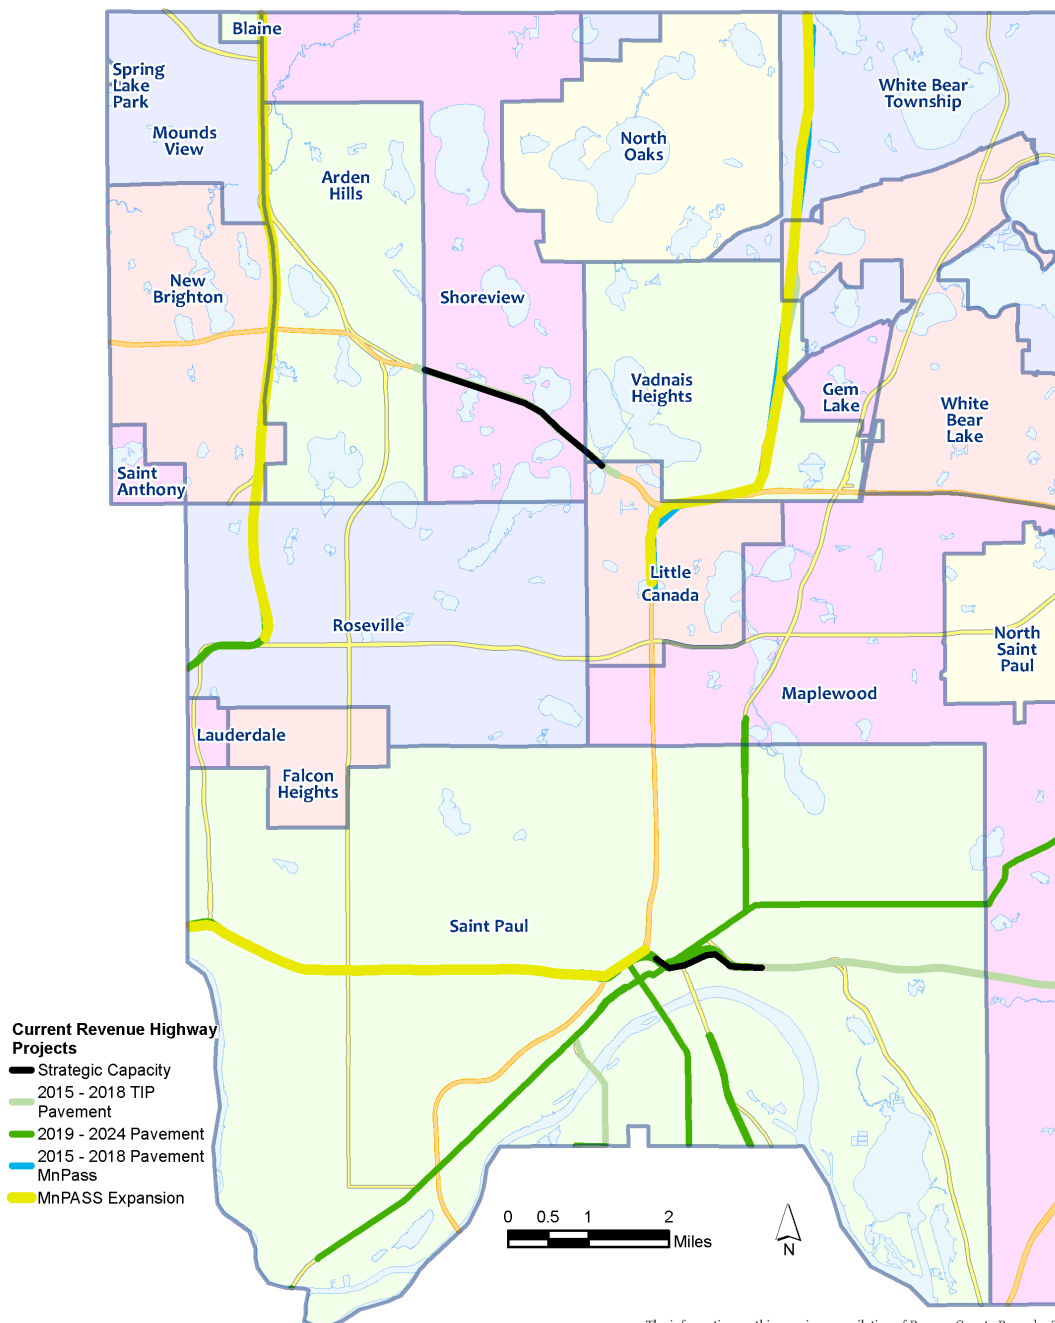 Blaine
Spring
Lake
Park
Mounds
View
White Bear
Township
North
Oaks
Arden
Hills
New
Brighton
Shoreview
Vadnais
Heights
Gem
Lake
White
Bear
Lake
Saint
Anthony
Little
Canada
Roseville
North
Saint
Paul
Maplewood
Lauderdale
Falcon
Heights
Saint Paul
Current Revenue Highway
Projects
Strategic Capacity
2015 - 2018 TIP
Pavement
2019 - 2024 Pavement
2015 - 2018 Pavement
MnPass
MnPASS Expansion
0 0.5 1 2
Miles
N